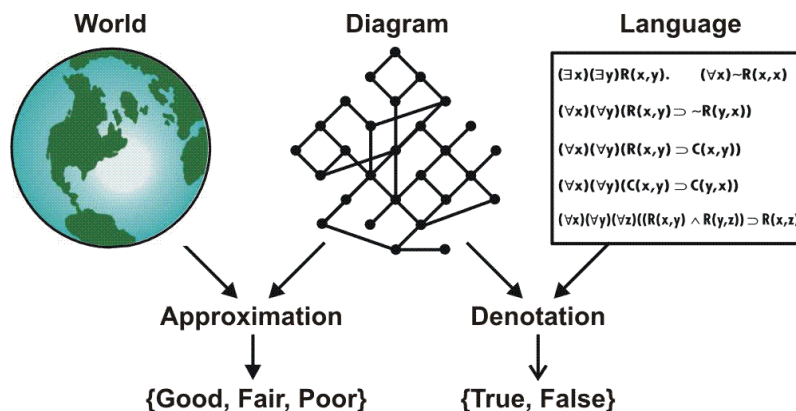 World Diagram Language
(∃x)(∃y)R(x,y). (∀x)~R(x,x)
(∀x)(∀y)(R(x,y)⊃~R(y,x))
(∀x)(∀y)(R(x,y)⊃C(x,y))
(∀x)(∀y)(C(x,y)⊃C(y,x))
(∀x)(∀y)(∀z)((R(x,y)∧R(y,z))⊃R(x,z)
Approximation Denotation
{Good, Fair, Poor} {True, False}